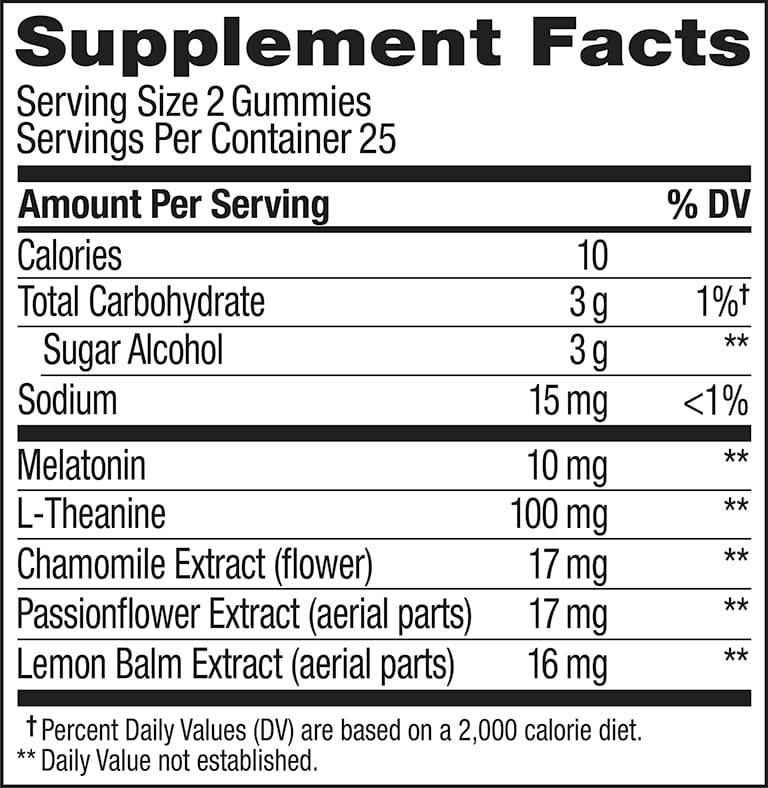 Supplement Facts
Serving Size 2 Gummies
Servings Per Container 25
Amount Per Serving % DV
Calories 10
Total Carbohydrate 3 g 1%†
Sugar Alcohol 3 g **
Sodium 15 mg <1%
Melatonin 10 mg **
L-Theanine 100 mg **
Chamomile Extract (flower) 17 mg **
Passionflower Extract (aerial parts) 17 mg **
Lemon Balm Extract (aerial parts) 16 mg **
† Percent Daily Values (DV) are based on a 2,000 calorie diet.
** Daily Value not established.